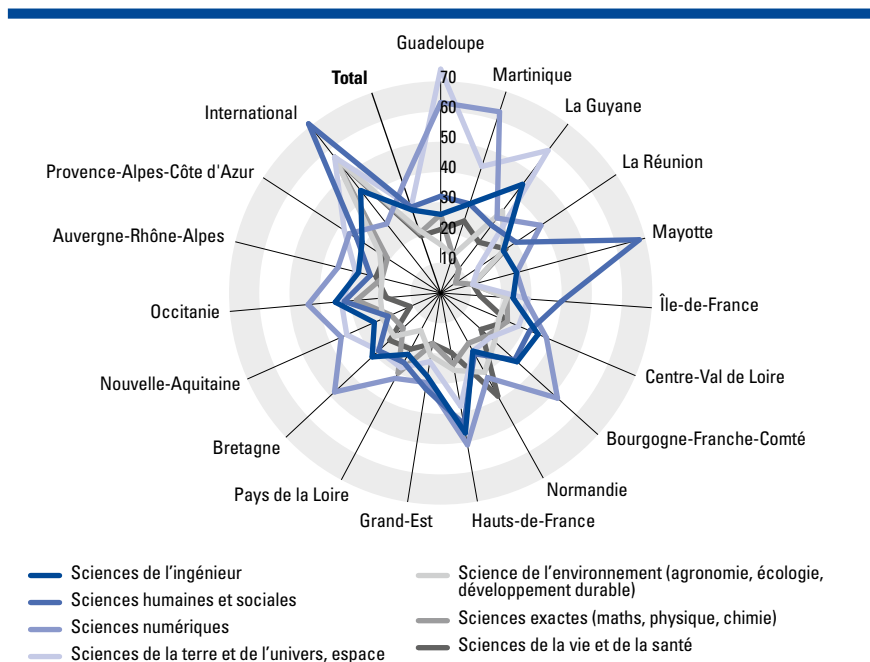 Guadeloupe
Martinique
La Guyane
La Réunion
Mayotte
Île-de-France
Centre-Val de Loire
Bourgogne-Franche-Comté
Normandie
Hauts-de-France
Grand-Est
Pays de la Loire
Bretagne
Nouvelle-Aquitaine
Occitanie
Auvergne-Rhône-Alpes
Provence-Alpes-Côte d'Azur
International
Total
70
60
50
40
30
20
10
Sciences de l'ingénieur
Sciences humaines et sociales
Sciences numériques
Sciences de la terre et de l'univers, espace
Science de l'environnement (agronomie, écologie,
développement durable)
Sciences exactes (maths, physique, chimie)
Sciences de la vie et de la santé